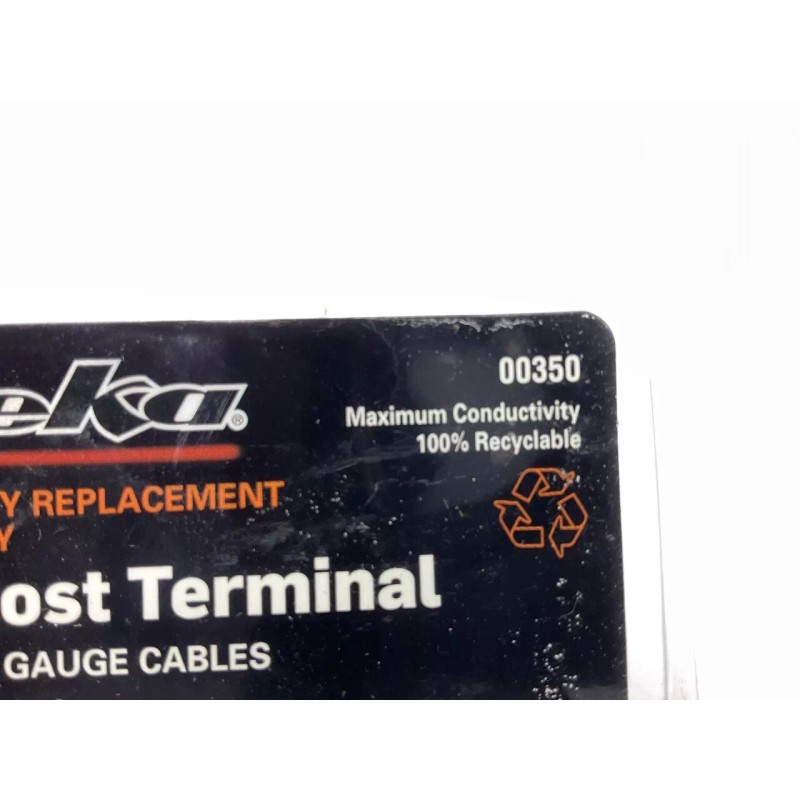 00350
eka®
Maximum Conductivity
100% Recyclable
Y REPLACEMENT
Y
ost Terminal
GAUGE CABLES